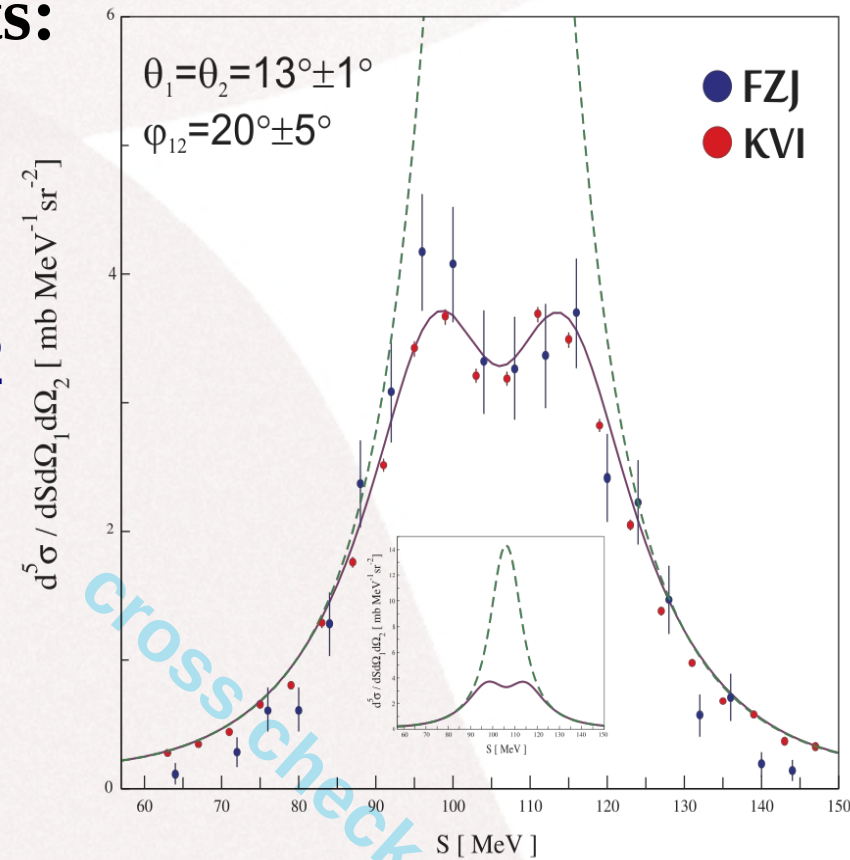 ts:
θ₁=θ₂=13°±1°
φ₁₂=20°±5°
FZJ
KVI
d⁵σ / dSdΩ₁dΩ₂ [ mb MeV⁻¹ sr⁻²]
6
4
2
0
60 70 80 90 100 110 120 130 140 150
S [ MeV ]
d⁵σ / dSdΩ₁dΩ₂ [ mb MeV⁻¹ sr⁻²]
14
12
10
8
6
4
2
0
60 70 80 90 100 110 120 130 140 150
S [ MeV ]
cross check